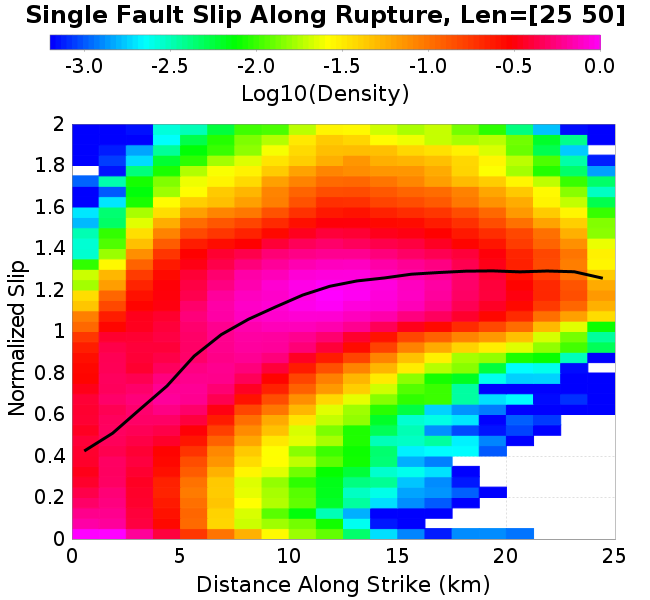 Single Fault Slip Along Rupture, Len=[25 50]
-3.0 -2.5 -2.0 -1.5 -1.0 -0.5 0.0
Log10(Density)
2
1.8
1.6
1.4
1.2
1
0.8
0.6
0.4
0.2
0
Normalized Slip
0 5 10 15 20 25
Distance Along Strike (km)